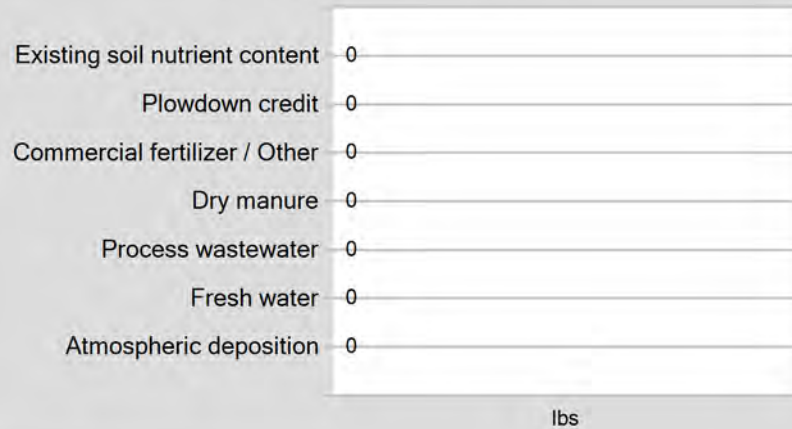 Existing soil nutrient content 0
Plowdown credit 0
Commercial fertilizer / Other 0
Dry manure 0
Process wastewater 0
Fresh water 0
Atmospheric deposition 0
lbs